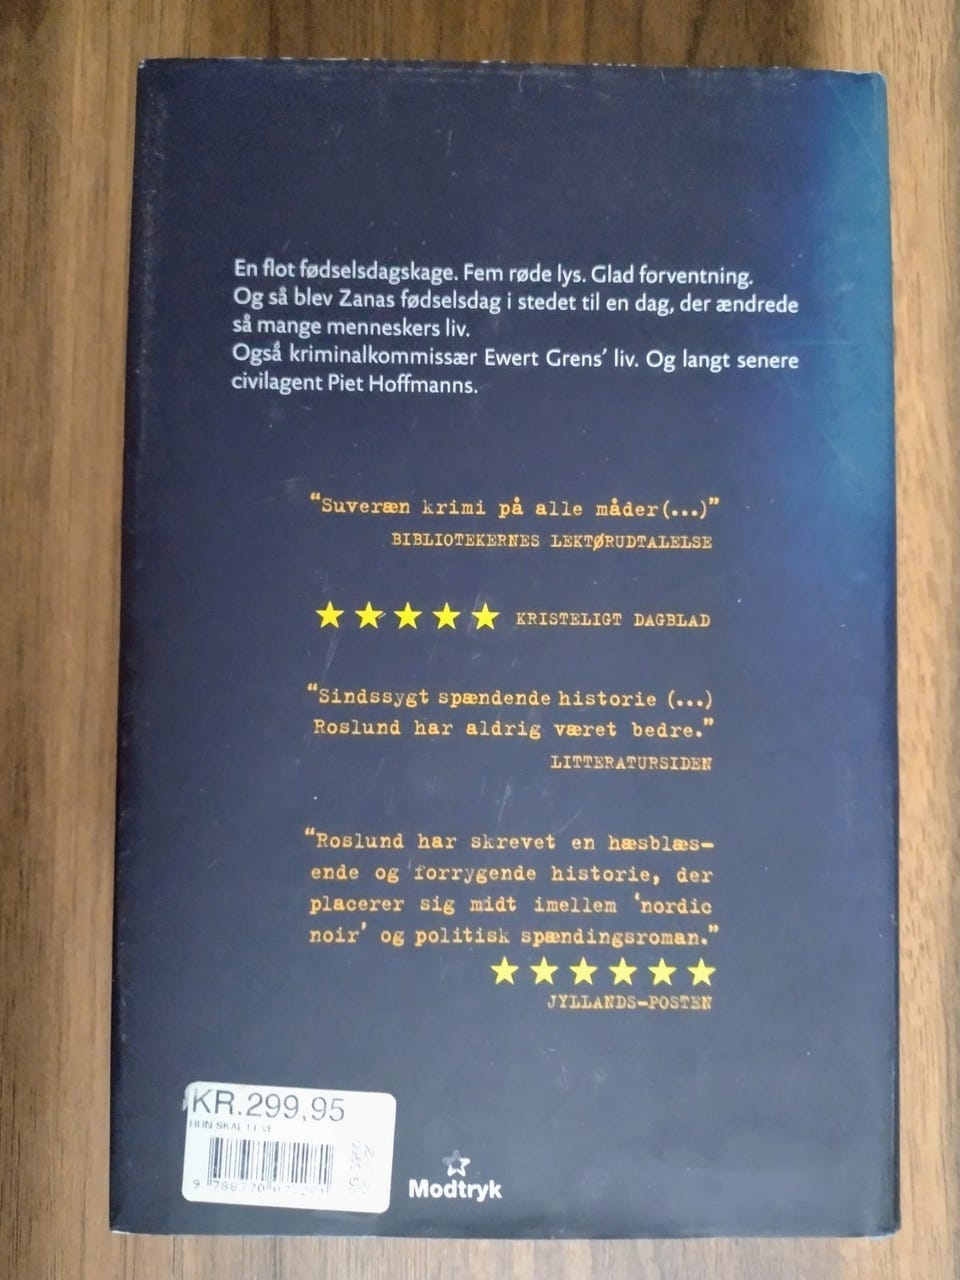 En flot fødselsdagskage. Fem røde lys. Glad forventning.
Og så blev Zanas fødselsdag i stedet til en dag, der ændrede
så mange menneskers liv.
Også kriminalkommissær Ewert Grens’ liv. Og langt senere
civilagent Piet Hoffmanns.
“Suveræn krimi på alle måder(...)”
BIBLIOTEKERNES LEKTØRUDTALELSE
KRISTELIGT DAGBLAD
“Sindssygt spændende historie (...)
Roslund har aldrig været bedre.”
LITTERATURSIDEN
“Roslund har skrevet en hæsblæs-
ende og forrygende historie, der
placerer sig midt imellem ‘nordic
noir’ og politisk spændingsroman.”
JYLLANDS-POSTEN
KR.299,95
HUN SKAL LEVE
Modtryk